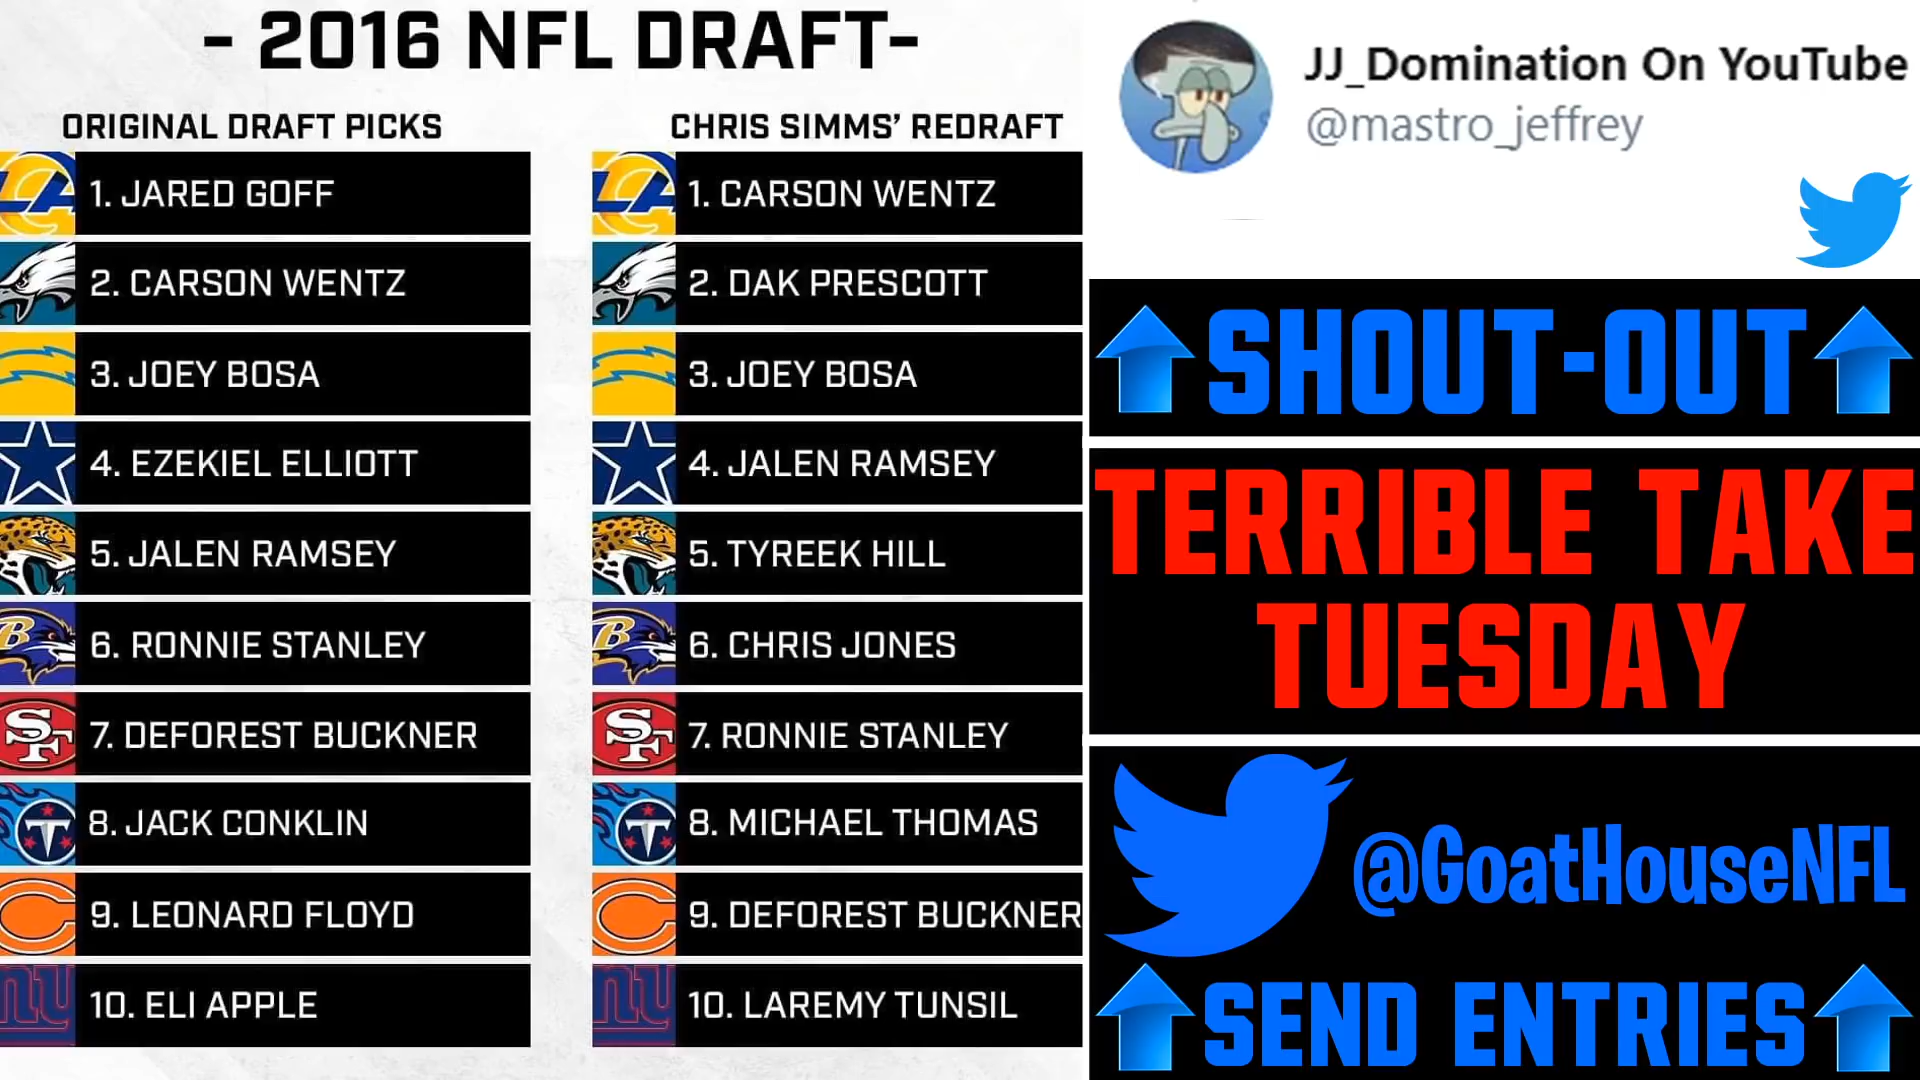 - 2016 NFL DRAFT-
ORIGINAL DRAFT PICKS
1. JARED GOFF
2. CARSON WENTZ
3. JOEY BOSA
4. EZEKIEL ELLIOTT
5. JALEN RAMSEY
6. RONNIE STANLEY
7. DEFOREST BUCKNER
8. JACK CONKLIN
9. LEONARD FLOYD
10. ELI APPLE
CHRIS SIMMS' REDRAFT
1. CARSON WENTZ
2. DAK PRESCOTT
3. JOEY BOSA
4. JALEN RAMSEY
5. TYREEK HILL
6. CHRIS JONES
7. RONNIE STANLEY
8. MICHAEL THOMAS
9. DEFOREST BUCKNER
10. LAREMY TUNSIL
JJ_Domination On YouTube
@mastro_jeffrey
SHOUT-OUT
TERRIBLE TAKE
TUESDAY
@GoatHouseNFL
SEND ENTRIES